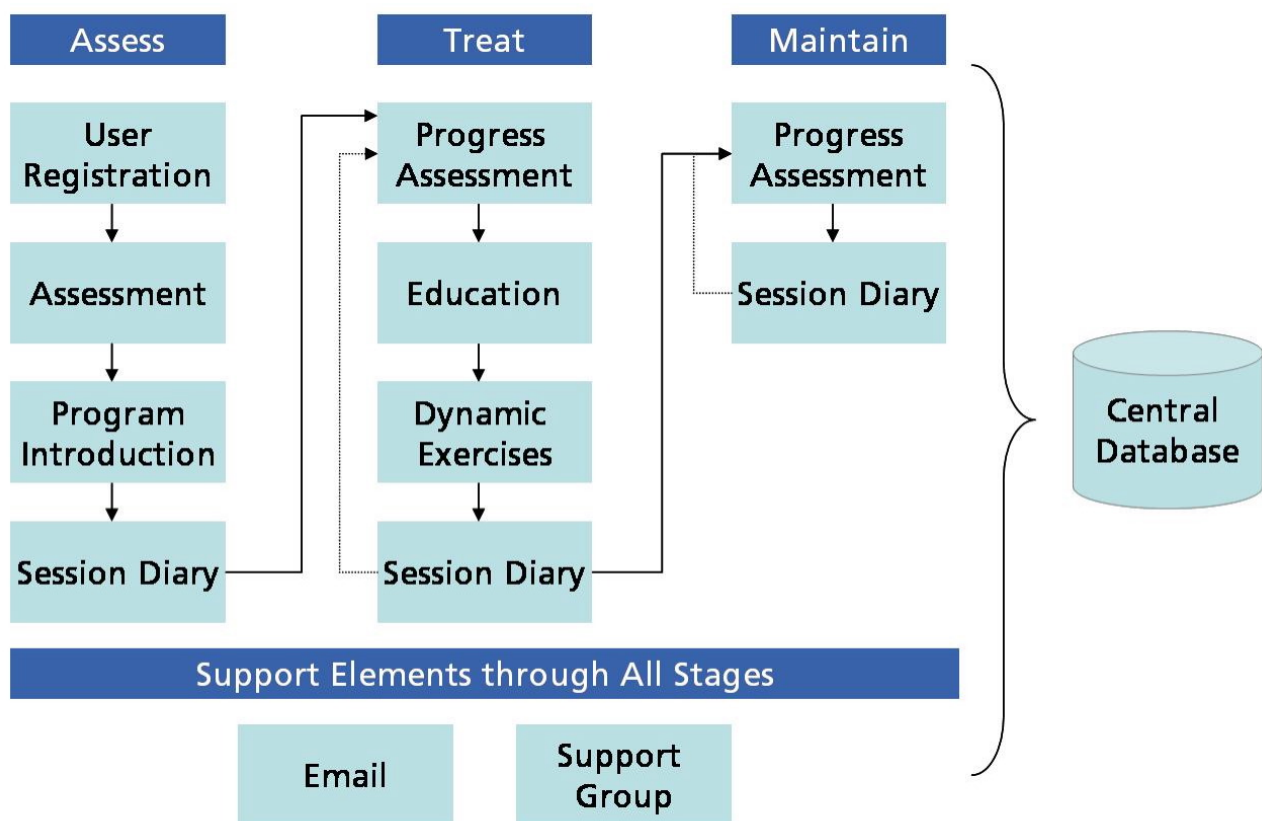 Assess
Treat
Maintain
User
Registration
Assessment
Program
Introduction
Session Diary
Progress
Assessment
Education
Dynamic
Exercises
Session Diary
Progress
Assessment
Session Diary
Central
Database
Support Elements through All Stages
Email
Support
Group